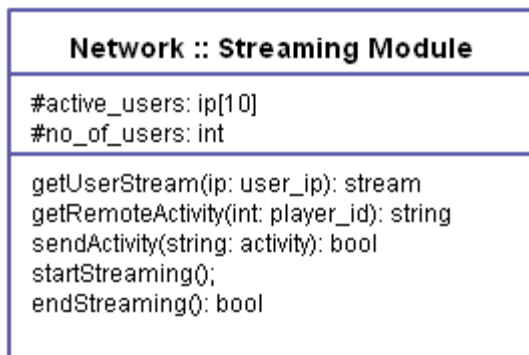 Network :: Streaming Module
#active_users: ip[10]
#no_of_users: int
getUserStream(ip: user_ip): stream
getRemoteActivity(int: player_id): string
sendActivity(string: activity): bool
startStreaming();
endStreaming(): bool